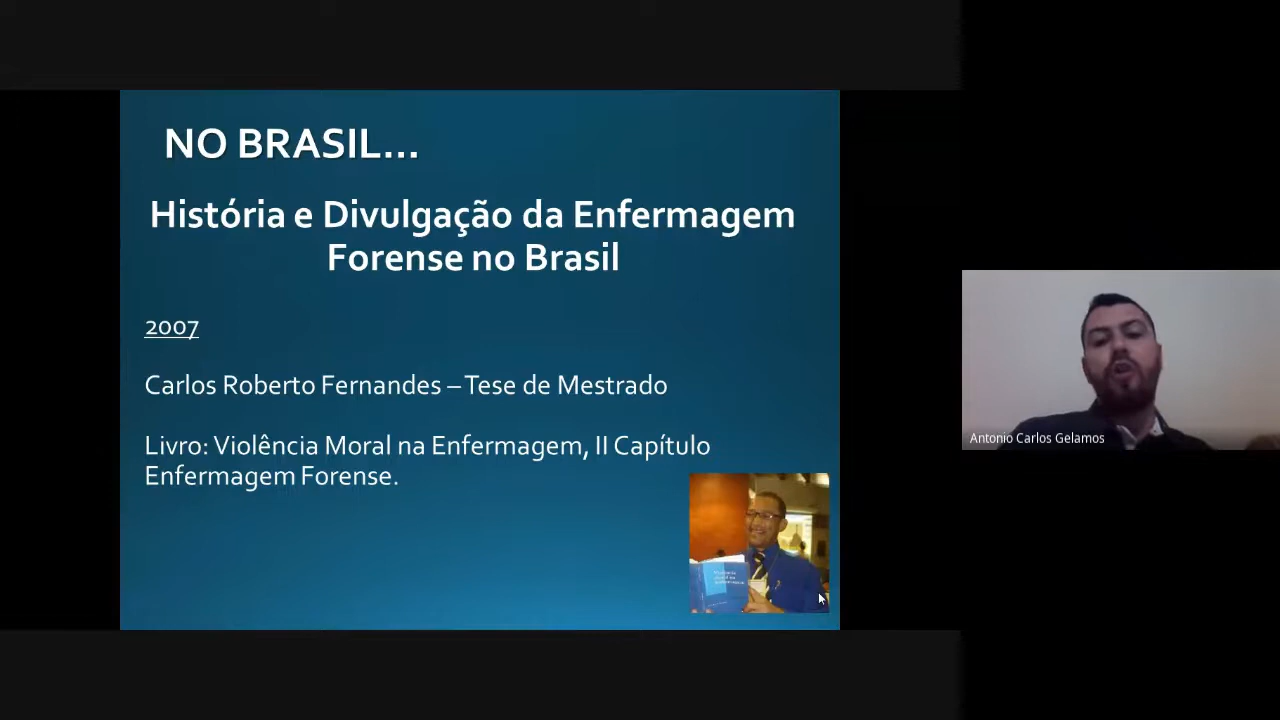 NO BRASIL...
História e Divulgação da Enfermagem
Forense no Brasil
2007
Carlos Roberto Fernandes – Tese de Mestrado
Livro: Violência Moral na Enfermagem, II Capítulo
Enfermagem Forense.
Antonio Carlos Gelamos